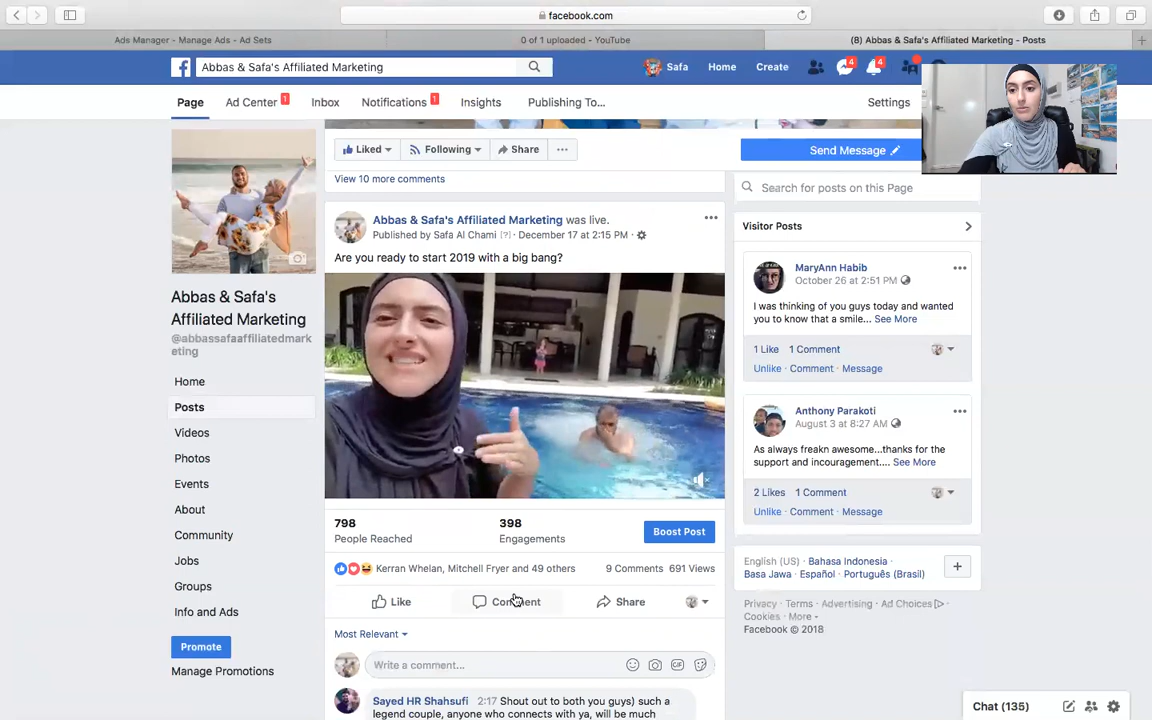 facebook.com
Ads Manager - Manage Ads - Ad Sets
0 of 1 uploaded - YouTube
(8) Abbas & Safa's Affiliated Marketing - Posts
Abbas & Safa's Affiliated Marketing
Safa
Home
Create
4
4
Page
Ad Center
1
Inbox
Notifications
1
Insights
Publishing To...
Settings
Liked
Following
Share
Send Message
View 10 more comments
Search for posts on this Page
Abbas & Safa's Affiliated Marketing was live.
Published by Safa Al Chami [?] · December 17 at 2:15 PM ·
Are you ready to start 2019 with a big bang?
798
People Reached
398
Engagements
Boost Post
Kerran Whelan, Mitchell Fryer and 49 others
9 Comments 691 Views
Like
Comment
Share
Most Relevant
Write a comment...
GIF
Sayed HR Shahsufi 2:17 Shout out to both you guys) such a
legend couple, anyone who connects with ya, will be much
Abbas & Safa's
Affiliated Marketing
@abbassafaaffiliatedmark
eting
Home
Posts
Videos
Photos
Events
About
Community
Jobs
Groups
Info and Ads
Promote
Manage Promotions
Visitor Posts
MaryAnn Habib
October 26 at 2:51 PM ·
I was thinking of you guys today and wanted
you to know that a smile... See More
1 Like 1 Comment
Unlike · Comment · Message
Anthony Parakoti
August 3 at 8:27 AM ·
As always freakn awesome...thanks for the
support and incouragement.... See More
2 Likes 1 Comment
Unlike · Comment · Message
English (US) · Bahasa Indonesia ·
Basa Jawa · Español · Português (Brasil)
Privacy · Terms · Advertising · Ad Choices ·
Cookies · More
Facebook © 2018
Chat (135)